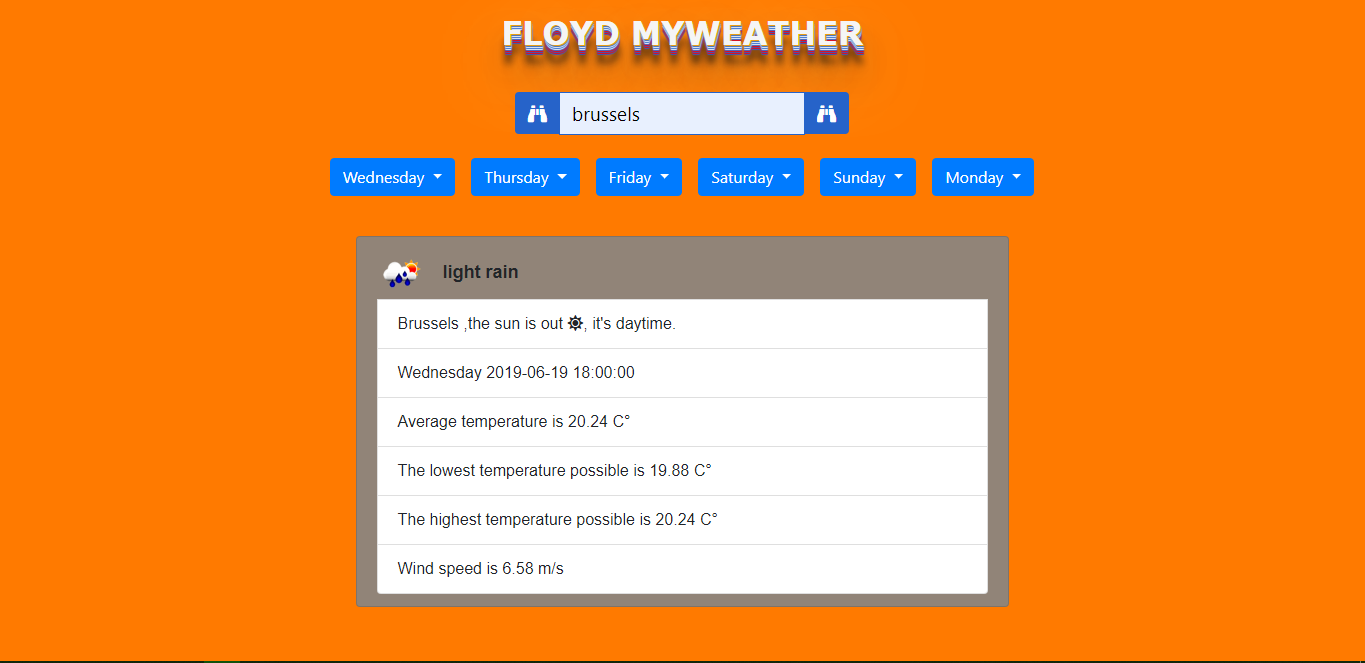 FLOYD MYWEATHER
brussels
Wednesday Thursday Friday Saturday Sunday Monday
light rain
Brussels ,the sun is out , it's daytime.
Wednesday 2019-06-19 18:00:00
Average temperature is 20.24 C°
The lowest temperature possible is 19.88 C°
The highest temperature possible is 20.24 C°
Wind speed is 6.58 m/s